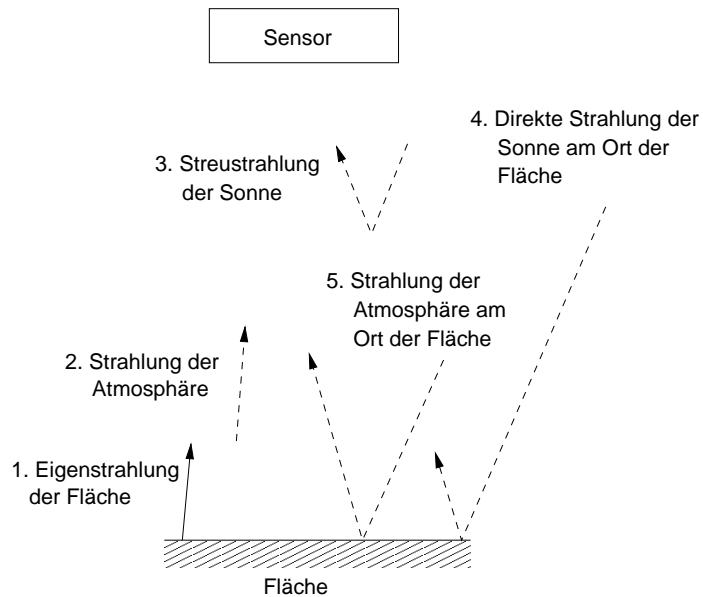 Sensor
4. Direkte Strahlung der
Sonne am Ort der
Fläche
3. Streustrahlung
der Sonne
5. Strahlung der
Atmosphäre am
Ort der Fläche
2. Strahlung der
Atmosphäre
1. Eigenstrahlung
der Fläche
Fläche